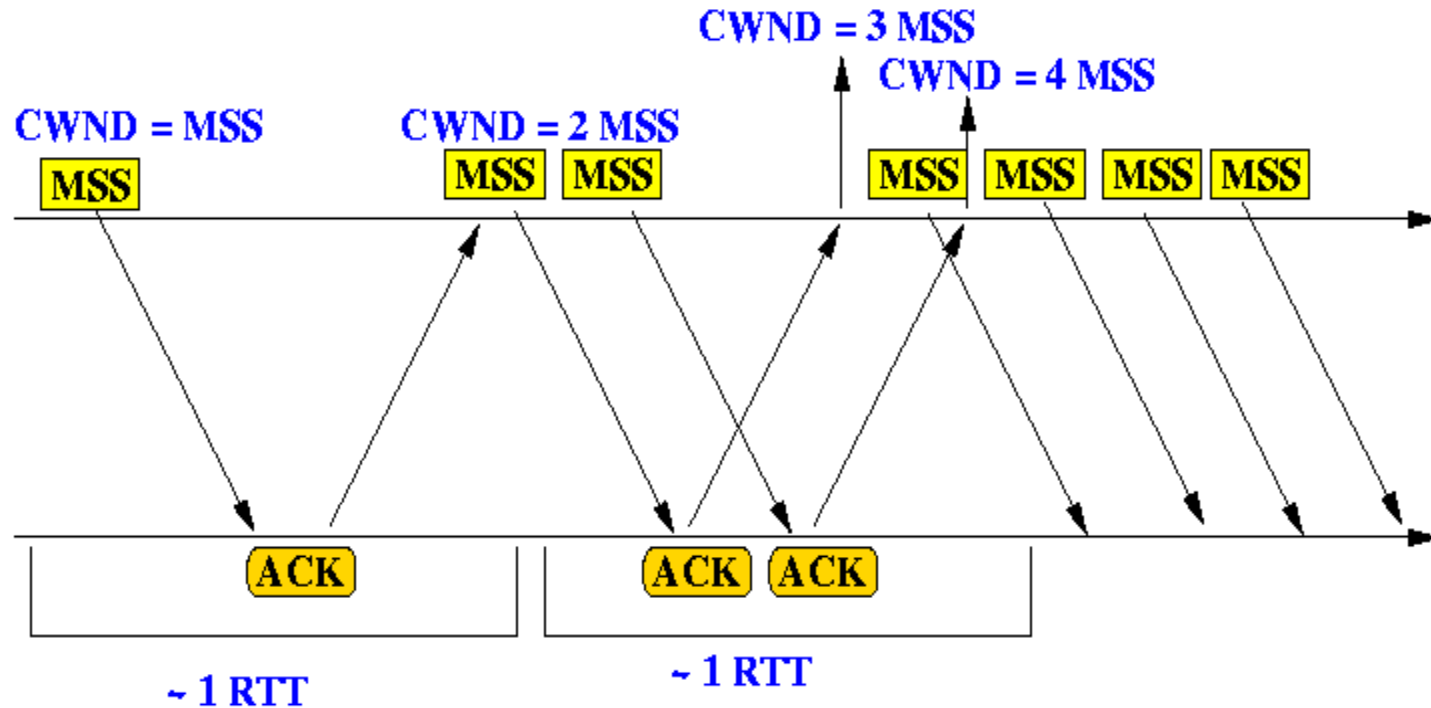 CWND = 3 MSS
CWND = 4 MSS
CWND = MSS
CWND = 2 MSS
MSS
MSS
MSS
MSS
MSS
MSS
MSS
ACK
ACK
ACK
~ 1 RTT
~ 1 RTT